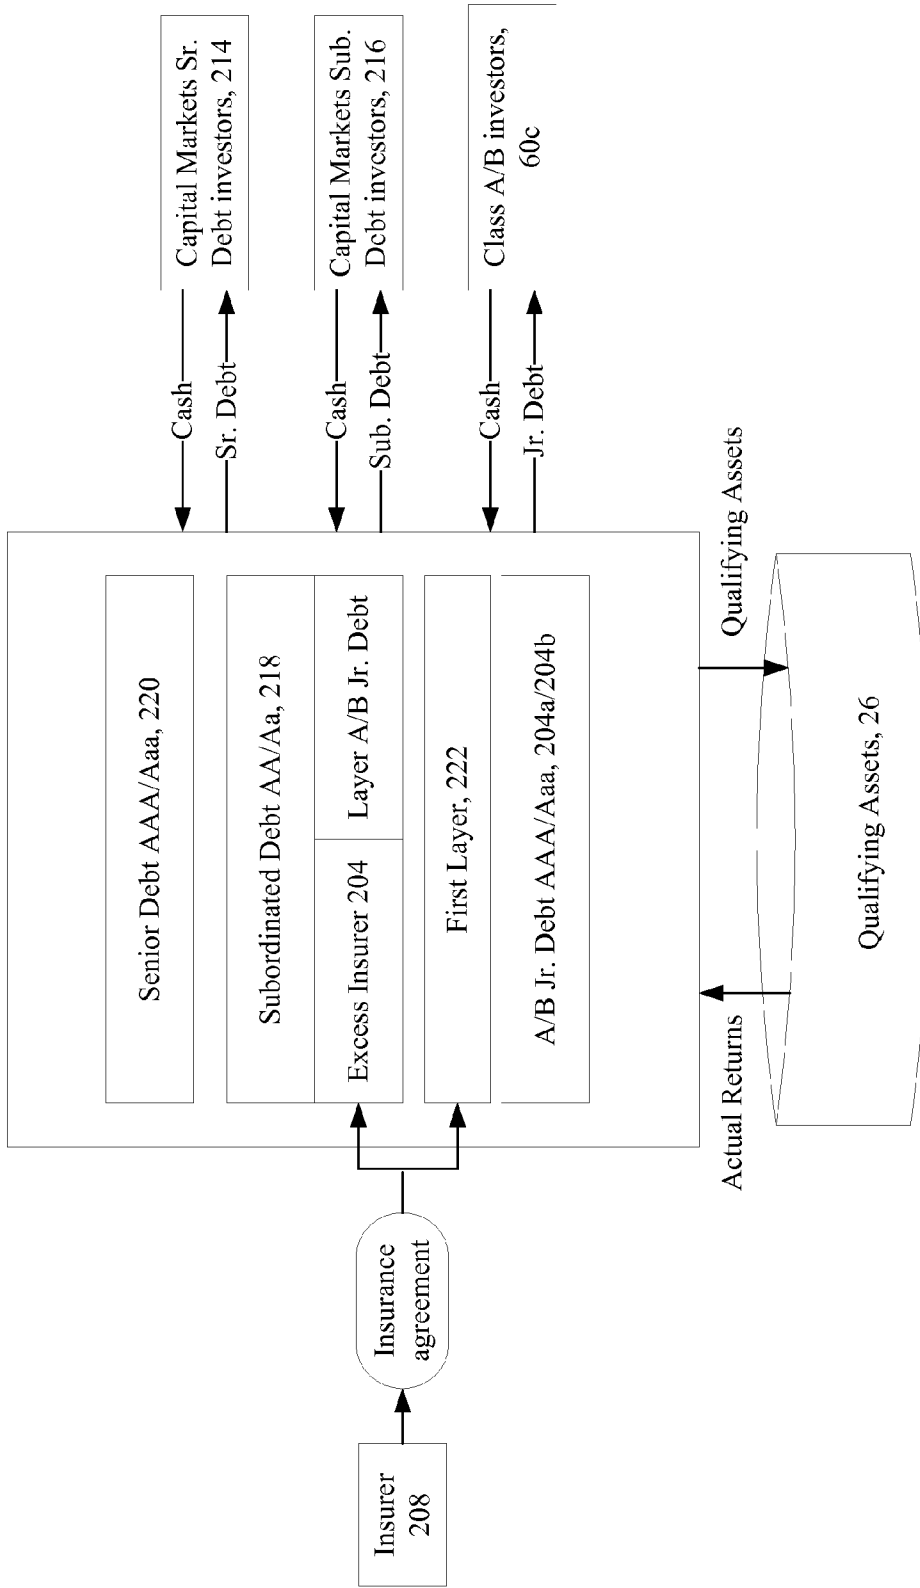 Capital Markets Sr.
Debt investors, 214
Cash
Sr. Debt
Capital Markets Sub.
Debt investors, 216
Cash
Sub. Debt
Class A/B investors,
60c
Cash
Jr. Debt
Senior Debt AAA/Aaa, 220
Subordinated Debt AA/Aa, 218
Excess Insurer 204
Layer A/B Jr. Debt
First Layer, 222
A/B Jr. Debt AAA/Aaa, 204a/204b
Insurer
208
Insurance
agreement
Actual Returns
Qualifying Assets
Qualifying Assets, 26